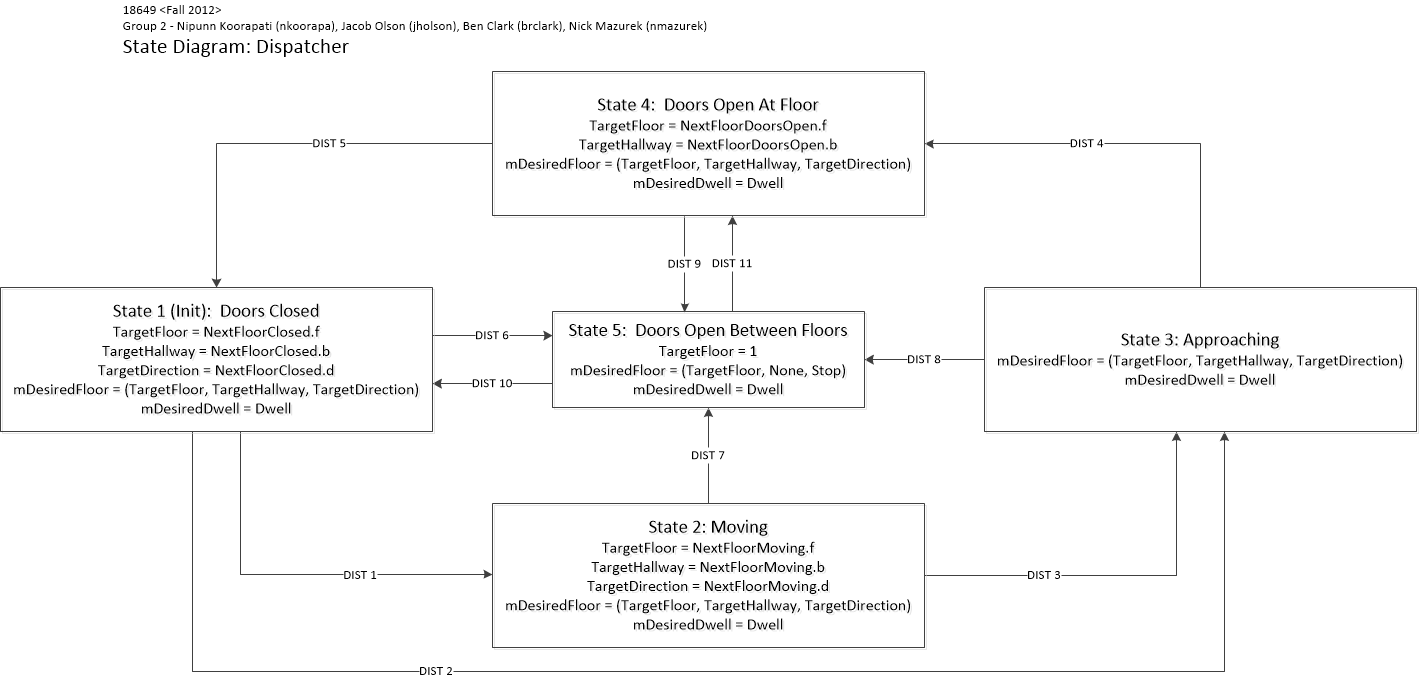 18649 <Fall 2012>
Group 2 - Nipunn Koorapati (nkoorapa), Jacob Olson (jholson), Ben Clark (brclark), Nick Mazurek (nmazurek)
State Diagram: Dispatcher
State 4:  Doors Open At Floor
TargetFloor = NextFloorDoorsOpen.f
TargetHallway = NextFloorDoorsOpen.b
mDesiredFloor = (TargetFloor, TargetHallway, TargetDirection)
mDesiredDwell = Dwell
DIST 5
DIST 4
DIST 9
DIST 11
State 1 (Init):  Doors Closed
TargetFloor = NextFloorClosed.f
TargetHallway = NextFloorClosed.b
TargetDirection = NextFloorClosed.d
mDesiredFloor = (TargetFloor, TargetHallway, TargetDirection)
mDesiredDwell = Dwell
DIST 6
DIST 10
State 5:  Doors Open Between Floors
TargetFloor = 1
mDesiredFloor = (TargetFloor, None, Stop)
mDesiredDwell = Dwell
DIST 8
State 3: Approaching
mDesiredFloor = (TargetFloor, TargetHallway, TargetDirection)
mDesiredDwell = Dwell
DIST 7
State 2: Moving
TargetFloor = NextFloorMoving.f
TargetHallway = NextFloorMoving.b
TargetDirection = NextFloorMoving.d
mDesiredFloor = (TargetFloor, TargetHallway, TargetDirection)
mDesiredDwell = Dwell
DIST 1
DIST 3
DIST 2